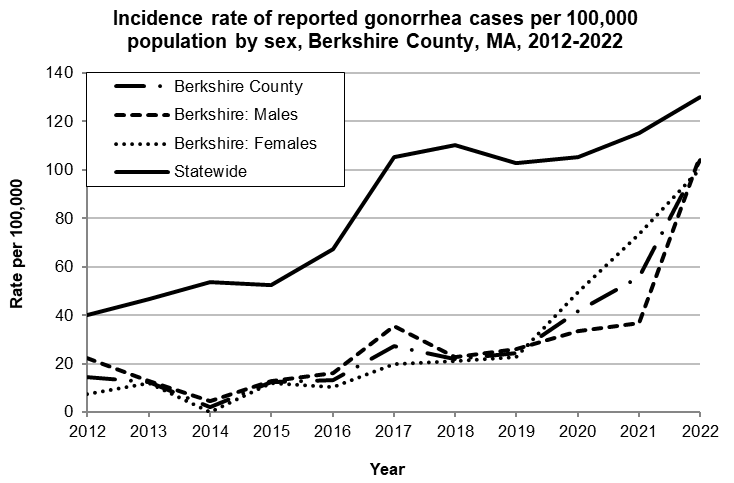 Incidence rate of reported gonorrhea cases per 100,000
population by sex, Berkshire County, MA, 2012-2022
140
120
100
80
60
40
20
0
Rate per 100,000
Berkshire County
Berkshire: Males
Berkshire: Females
Statewide
2012 2013 2014 2015 2016 2017 2018 2019 2020 2021 2022
Year